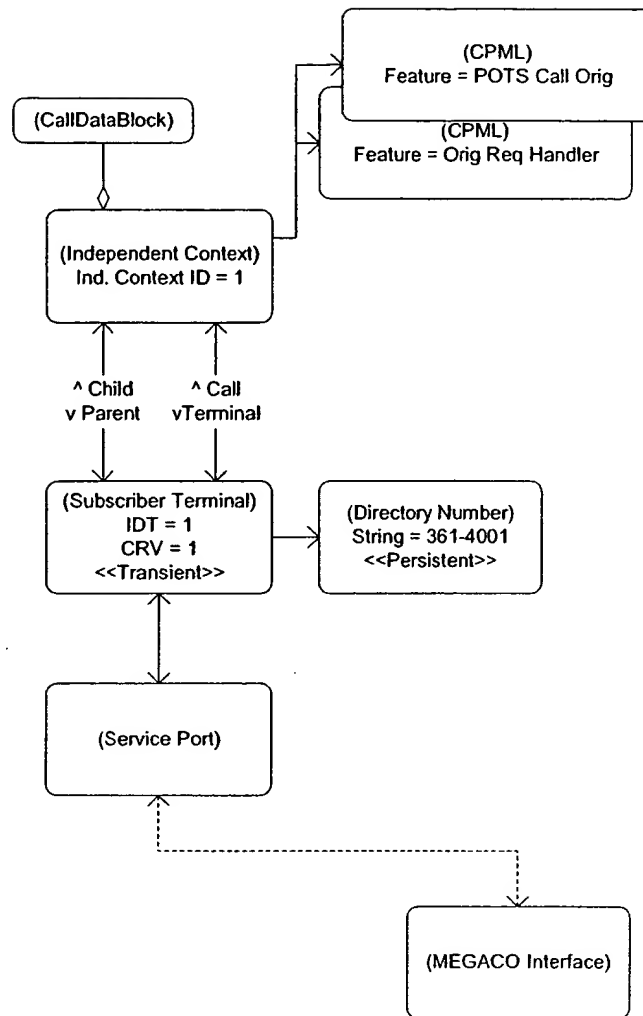 (CPML)
Feature = POTS Call Orig
(CallDataBlock)
(CPML)
Feature = Orig Req Handler
(Independent Context)
Ind. Context ID = 1
^ Child
v Parent
^ Call
vTerminal
(Subscriber Terminal)
IDT = 1
CRV = 1
<<Transient>>
(Directory Number)
String = 361-4001
<<Persistent>>
(Service Port)
(MEGACO Interface)